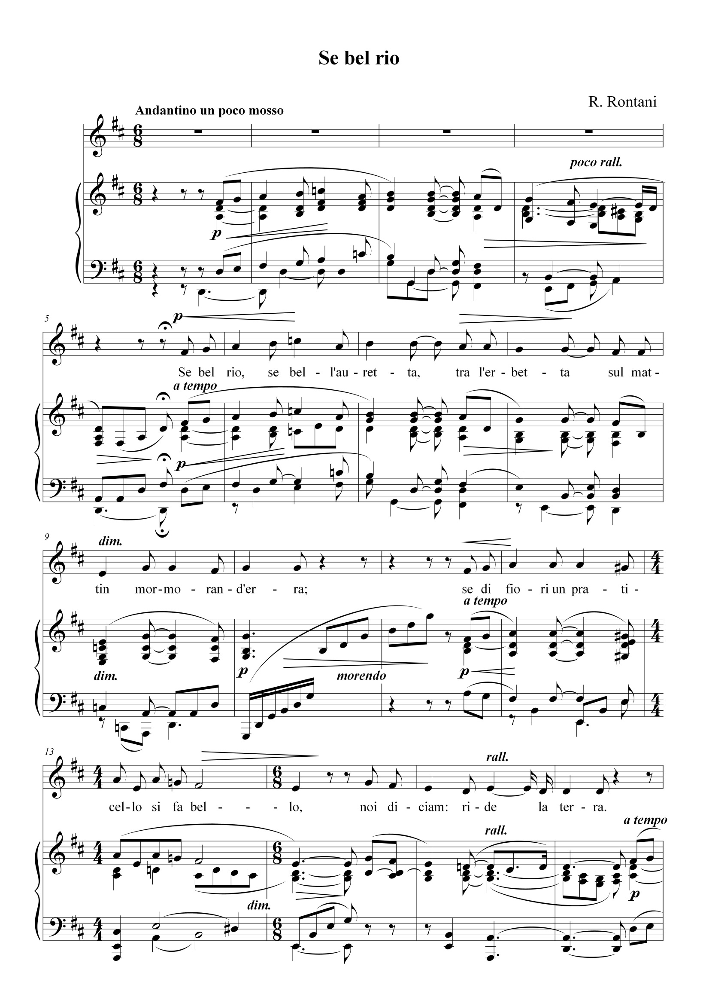 Se bel rio
R. Rontani
Andantino un poco mosso
poco rall.
p
5
p
Se bel rio, se bel - l'au - ret - ta, tra l'er - bet - ta sul mat -
a tempo
p
9
dim.
tin mor - mo - ran - d'er - ra; se di fio - ri un pra - ti -
a tempo
dim.
p
morendo
p
13
rall.
cel - lo si fa bel - - - lo, noi di - ciam: ri - de la ter - ra.
rall.
a tempo
dim.
p